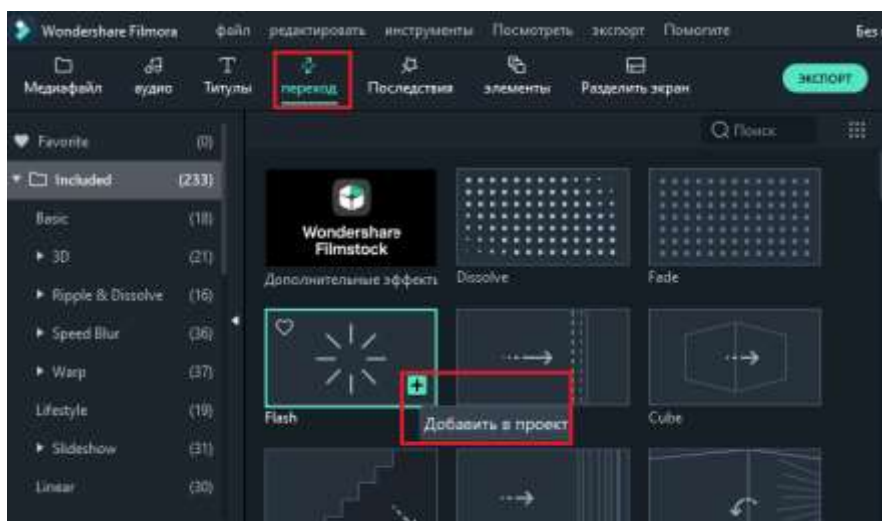 Wondershare Filmora файл редактировать инструменты Посмотреть экспорт Помогите Без
Медиафайл аудио Титулы переход Последствия элементы Разделить экран экспорт
Поиск
Favorite (0)
Included (233)
Basic (18)
3D (21)
Ripple & Dissolve (16)
Speed Blur (36)
Warp (37)
Lifestyle (19)
Slideshow (31)
Linear (30)
Wondershare
Filmstock
Дополнительные эффекть
Dissolve
Fade
Flash
Добавить в проект
Cube